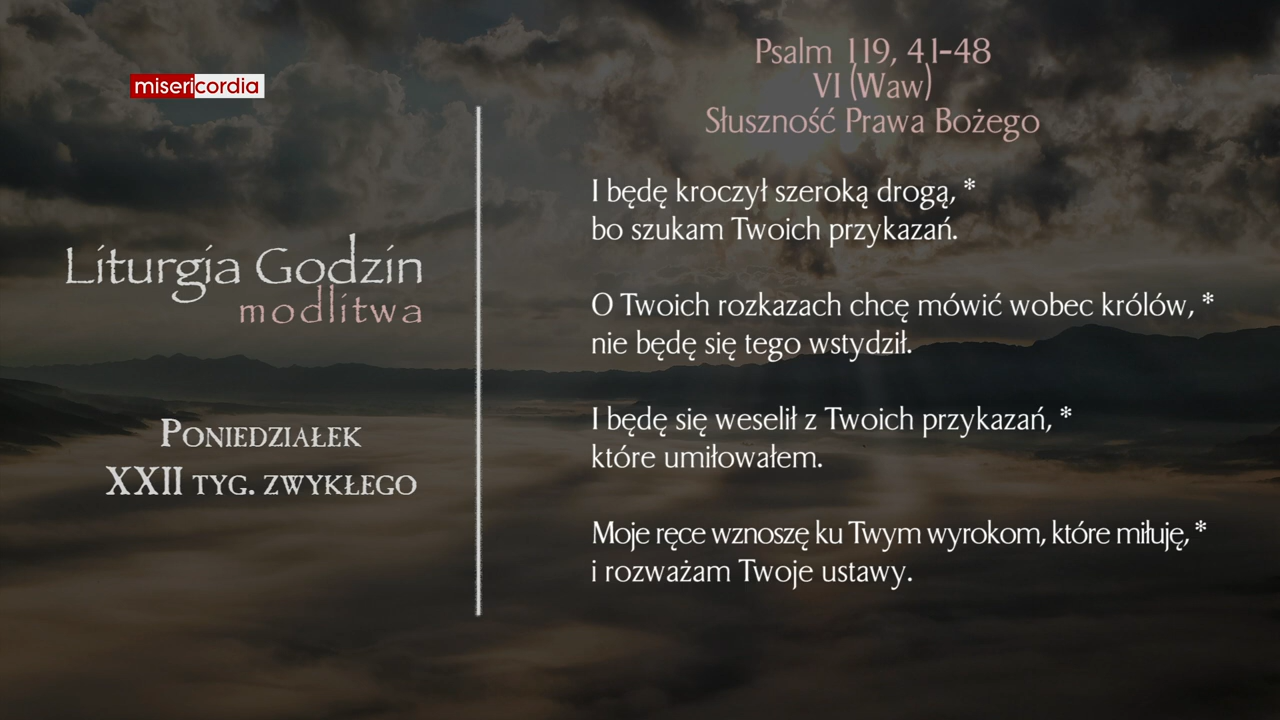 misericordia
Liturgia Godzin
modlitwa
Poniedziałek
XXII tyg. zwykłego
Psalm 119, 41-48
VI (Waw)
Słuszność Prawa Bożego
I będę kroczył szeroką drogą, *
bo szukam Twoich przykazań.
O Twoich rozkazach chcę mówić wobec królów, *
nie będę się tego wstydził.
I będę się weselił z Twoich przykazań, *
które umiłowałem.
Moje ręce wznoszę ku Twym wyrokom, które miłuję, *
i rozważam Twoje ustawy.